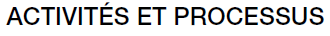 ACTIVITÉS ET PROCESSUS